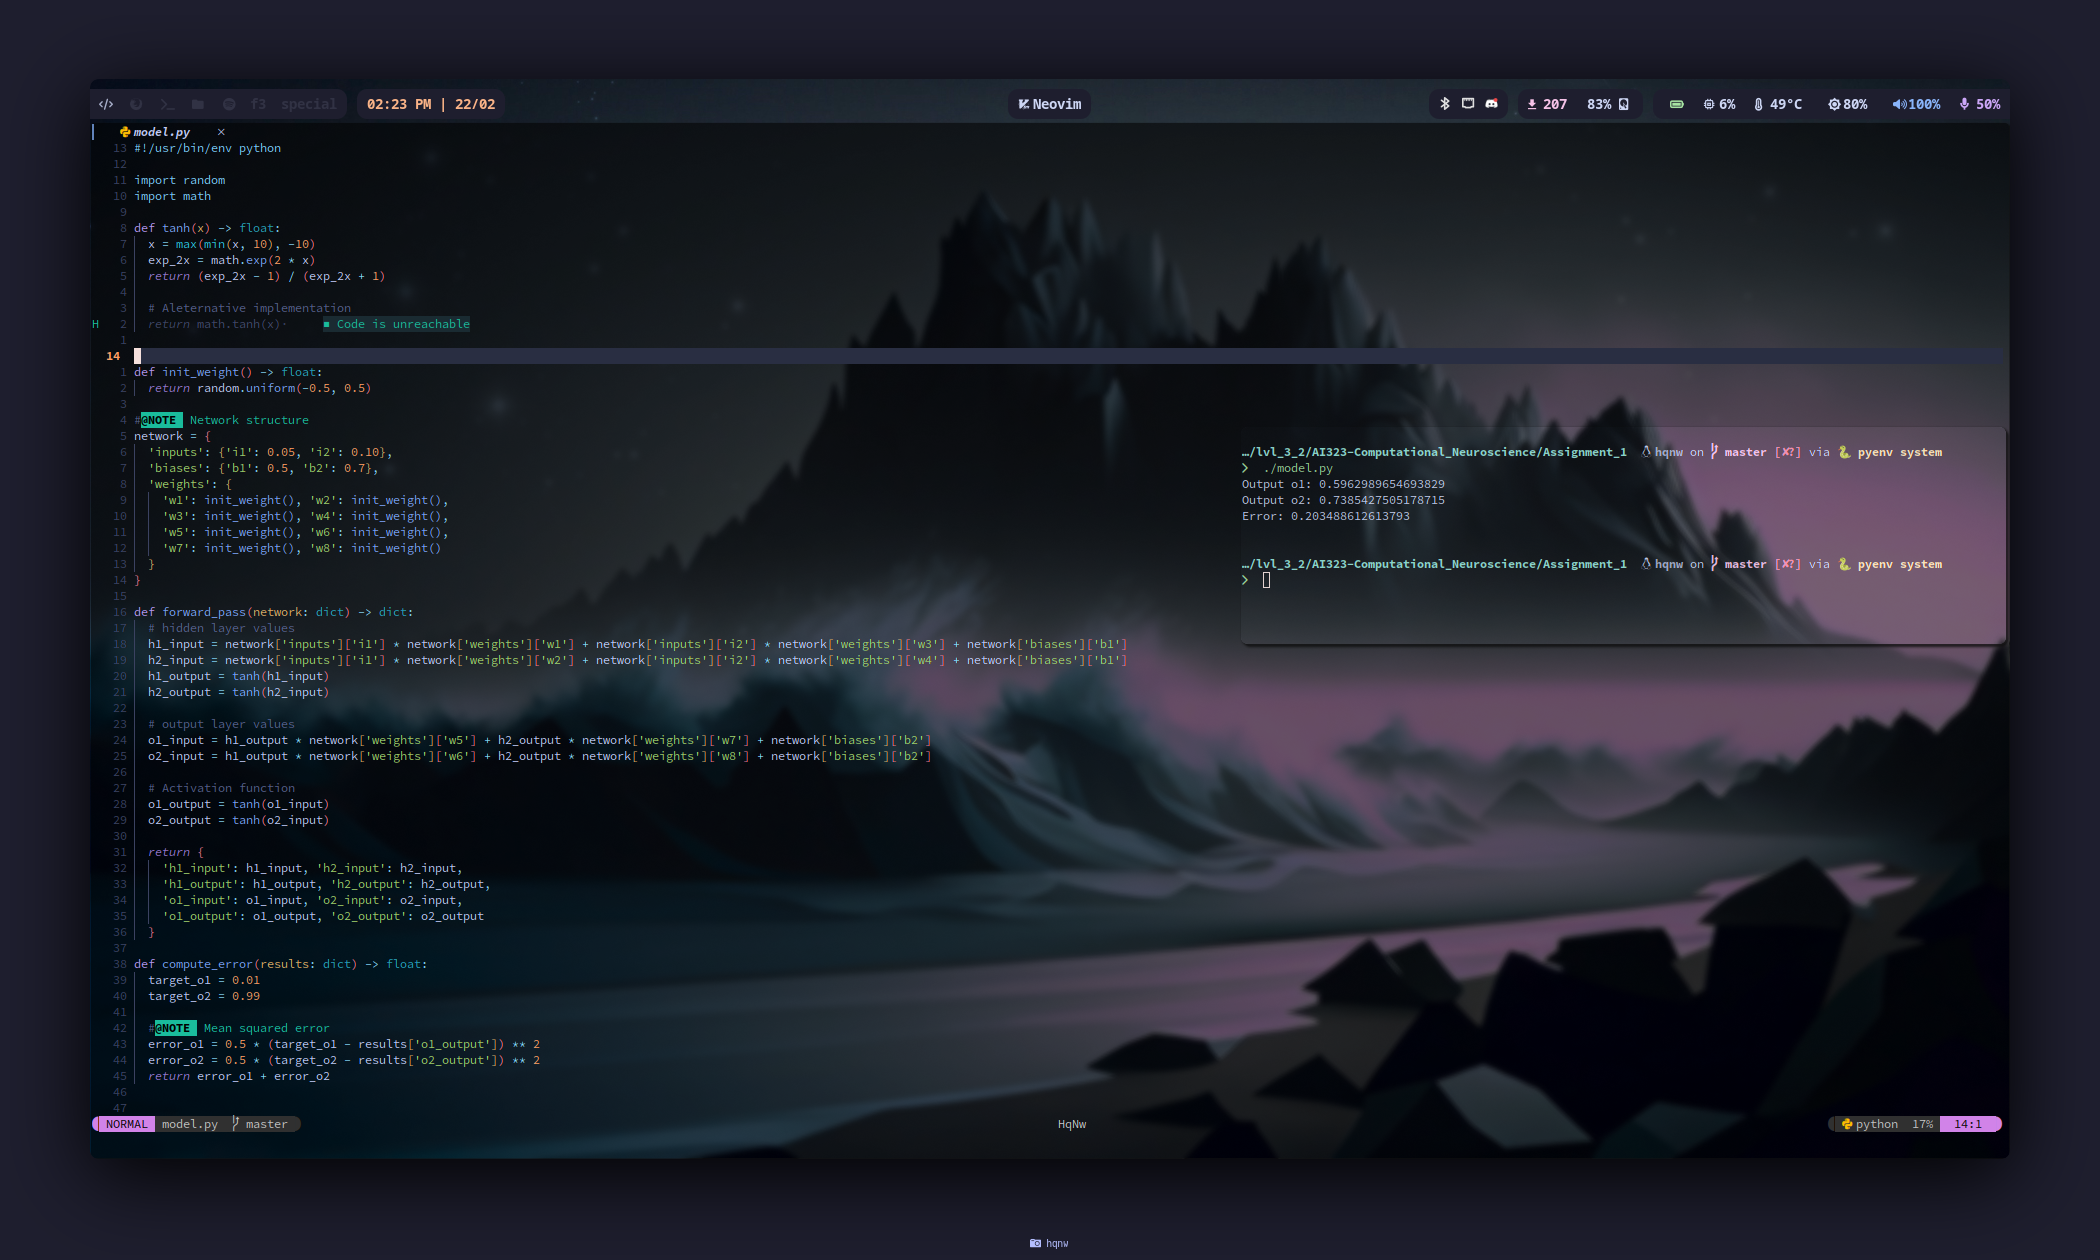 f3 special 02:23 PM | 22/02 Neovim 207 83% 6% 49°C 80% 100% 50%
model.py ×
13 #!/usr/bin/env python
12
11 import random
10 import math
9
8 def tanh(x) -> float:
7 x = max(min(x, 10), -10)
6 exp_2x = math.exp(2 * x)
5 return (exp_2x - 1) / (exp_2x + 1)
4
3 # Aleternative implementation
H 2 return math.tanh(x)· ■ Code is unreachable
1
14
1 def init_weight() -> float:
2 return random.uniform(-0.5, 0.5)
3
4 #@NOTE Network structure
5 network = {
6 'inputs': {'i1': 0.05, 'i2': 0.10},
7 'biases': {'b1': 0.5, 'b2': 0.7},
8 'weights': {
9 'w1': init_weight(), 'w2': init_weight(),
10 'w3': init_weight(), 'w4': init_weight(),
11 'w5': init_weight(), 'w6': init_weight(),
12 'w7': init_weight(), 'w8': init_weight()
13 }
14 }
15
16 def forward_pass(network: dict) -> dict:
17 # hidden layer values
18 h1_input = network['inputs']['i1'] * network['weights']['w1'] + network['inputs']['i2'] * network['weights']['w3'] + network['biases']['b1']
19 h2_input = network['inputs']['i1'] * network['weights']['w2'] + network['inputs']['i2'] * network['weights']['w4'] + network['biases']['b1']
20 h1_output = tanh(h1_input)
21 h2_output = tanh(h2_input)
22
23 # output layer values
24 o1_input = h1_output * network['weights']['w5'] + h2_output * network['weights']['w7'] + network['biases']['b2']
25 o2_input = h1_output * network['weights']['w6'] + h2_output * network['weights']['w8'] + network['biases']['b2']
26
27 # Activation function
28 o1_output = tanh(o1_input)
29 o2_output = tanh(o2_input)
30
31 return {
32 'h1_input': h1_input, 'h2_input': h2_input,
33 'h1_output': h1_output, 'h2_output': h2_output,
34 'o1_input': o1_input, 'o2_input': o2_input,
35 'o1_output': o1_output, 'o2_output': o2_output
36 }
37
38 def compute_error(results: dict) -> float:
39 target_o1 = 0.01
40 target_o2 = 0.99
41
42 #@NOTE Mean squared error
43 error_o1 = 0.5 * (target_o1 - results['o1_output']) ** 2
44 error_o2 = 0.5 * (target_o2 - results['o2_output']) ** 2
45 return error_o1 + error_o2
46
47
…/lvl_3_2/AI323-Computational_Neuroscience/Assignment_1 hqnw on master [✘?] via pyenv system
❯ ./model.py
Output o1: 0.5962989654693829
Output o2: 0.7385427505178715
Error: 0.203488612613793
…/lvl_3_2/AI323-Computational_Neuroscience/Assignment_1 hqnw on master [✘?] via pyenv system
❯
NORMAL model.py master HqNw python 17% 14:1
hqnw